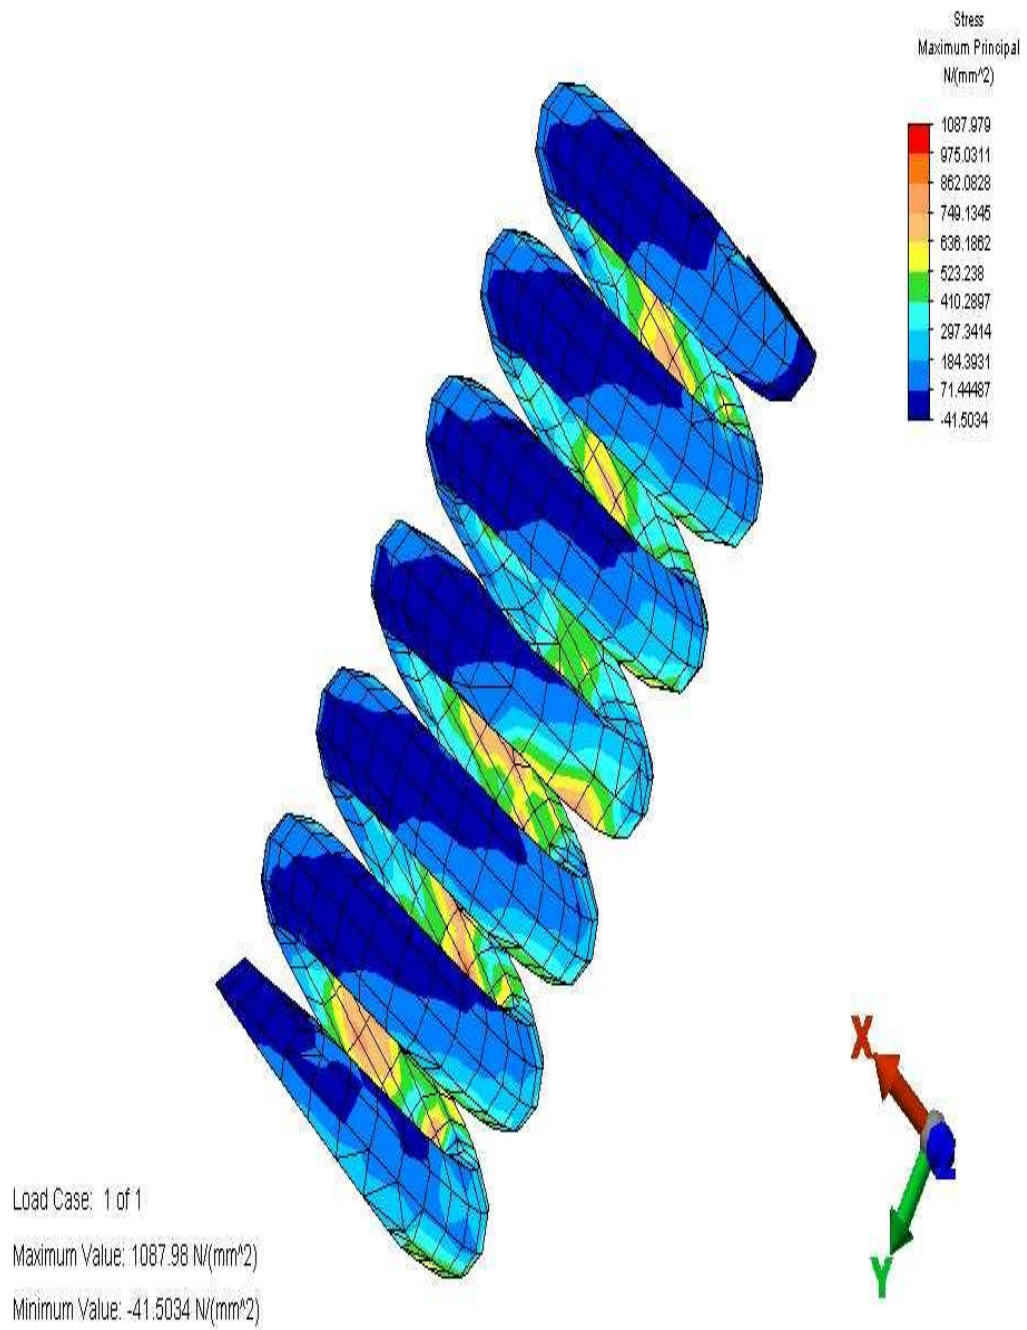 Stress
Maximum Principal
N/(mm^2)
1087.979
975.0311
862.0828
749.1345
636.1862
523.238
410.2897
297.3414
184.3931
71.44487
-41.5034
X
Y
Load Case: 1 of 1
Maximum Value: 1087.98 N/(mm^2)
Minimum Value: -41.5034 N/(mm^2)